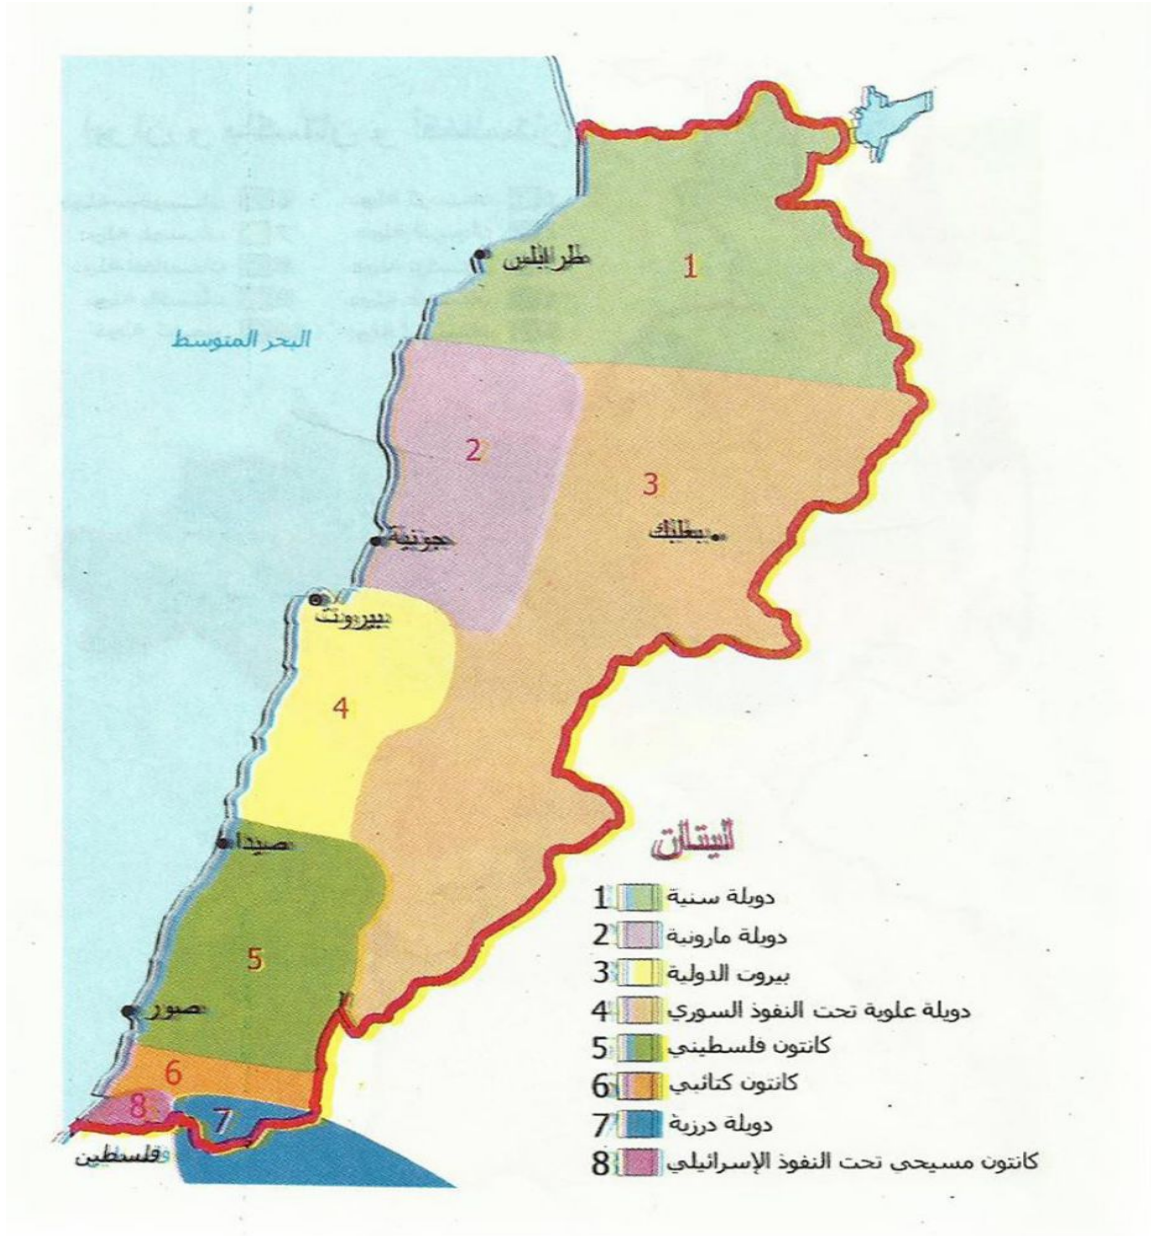 1
طرابلس
البحر المتوسط
2
3
جونية
بعلبك
بيروت
4
لبنان
صيدا
1 دويلة سنية
2 دويلة مارونية
5
3 بيروت الدولية
صور
4 دويلة علوية تحت النفوذ السوري
5 كانتون فلسطيني
6
6 كانتون كتائبي
8
7
7 دويلة درزية
فلسطين
8 كانتون مسيحي تحت النفوذ الإسرائيلي